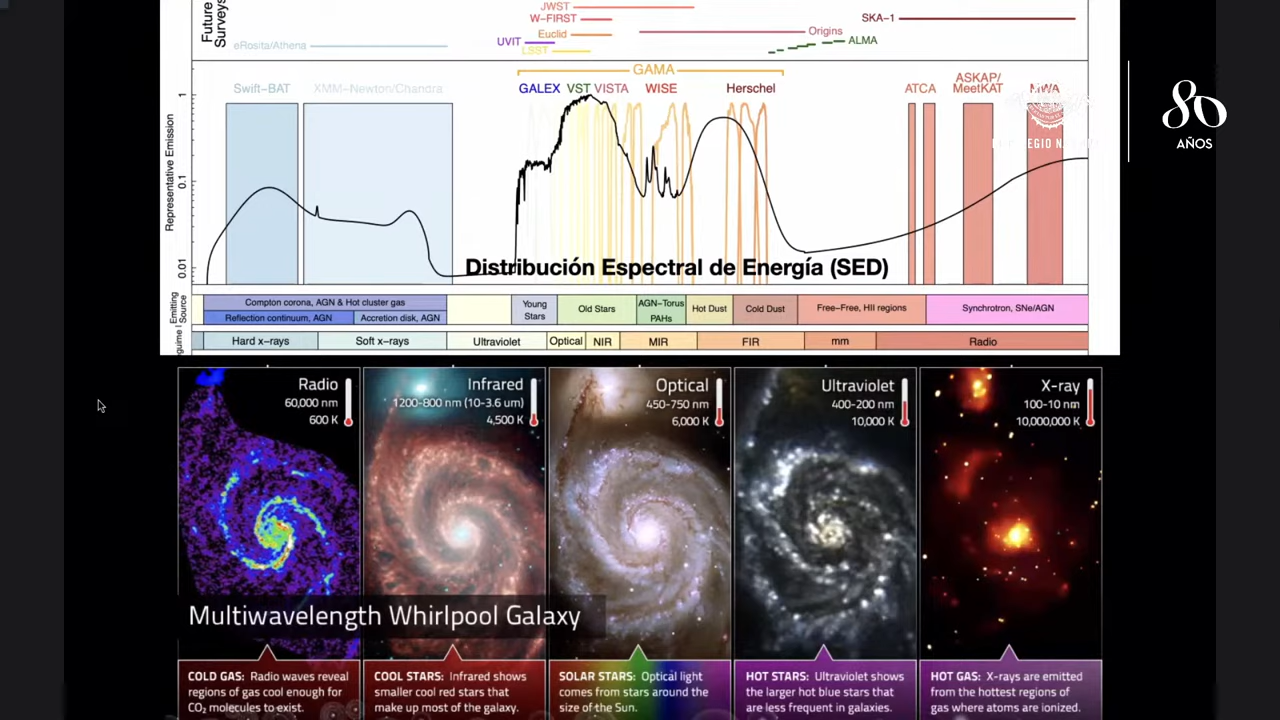 Future
Surveys
JWST
W-FIRST
SKA-1
Euclid
Origins
UVIT
ALMA
eRosita/Athena
LSST
GAMA
ASKAP/
Swift-BAT
XMM-Newton/Chandra
GALEX
VST
VISTA
WISE
Herschel
ATCA
MeetKAT
MWA
80
AÑOS
Representative Emission
1
0.1
0.01
Distribución Espectral de Energía (SED)
Emitting
Source
Compton corona, AGN & Hot cluster gas
Reflection continuum, AGN
Accretion disk, AGN
Young
Stars
Old Stars
AGN-Torus
PAHs
Hot Dust
Cold Dust
Free-Free, HII regions
Synchrotron, SNe/AGN
Hard x-rays
Soft x-rays
Ultraviolet
Optical
NIR
MIR
FIR
mm
Radio
Radio
60,000 nm
600 K
Infrared
1200-800 nm (10-3.6 um)
4,500 K
Optical
450-750 nm
6,000 K
Ultraviolet
400-200 nm
10,000 K
X-ray
100-10 nm
10,000,000 K
Multiwavelength Whirlpool Galaxy
COLD GAS: Radio waves reveal
regions of gas cool enough for
CO₂ molecules to exist.
COOL STARS: Infrared shows
smaller cool red stars that
make up most of the galaxy.
SOLAR STARS: Optical light
comes from stars around the
size of the Sun.
HOT STARS: Ultraviolet shows
the larger hot blue stars that
are less frequent in galaxies.
HOT GAS: X-rays are emitted
from the hottest regions of
gas where atoms are ionized.